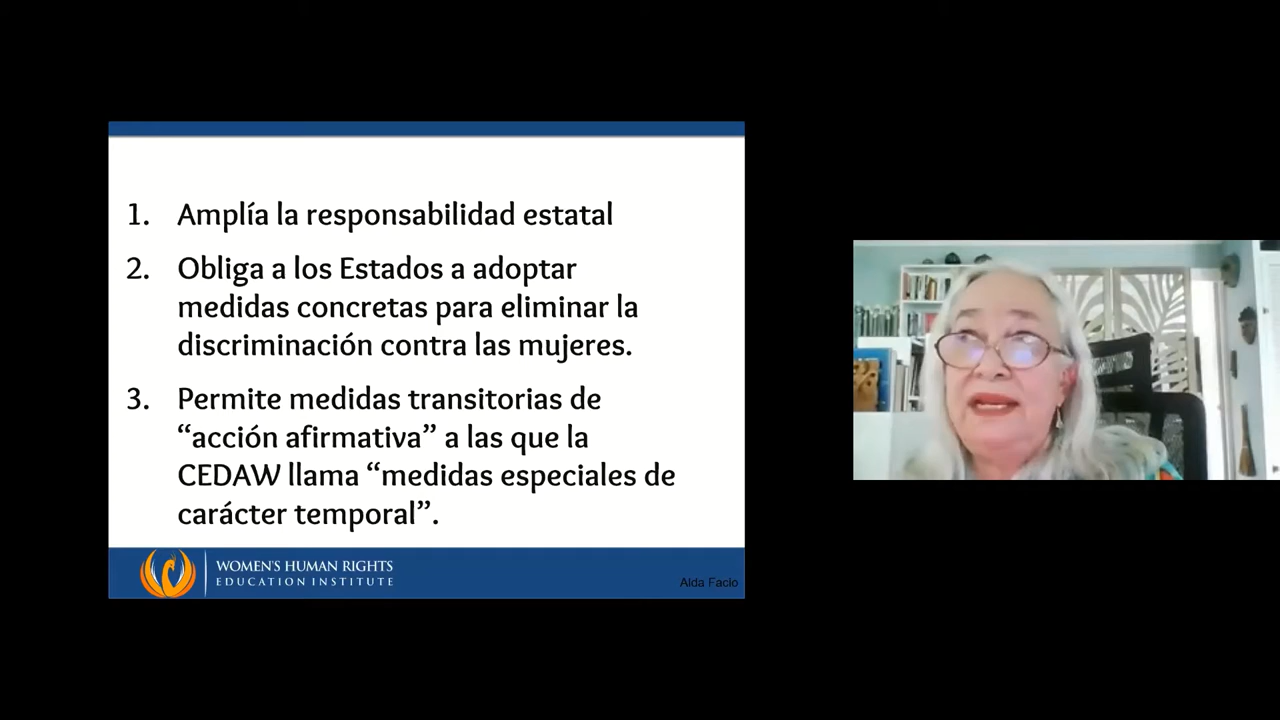 1. Amplía la responsabilidad estatal
2. Obliga a los Estados a adoptar
medidas concretas para eliminar la
discriminación contra las mujeres.
3. Permite medidas transitorias de
“acción afirmativa” a las que la
CEDAW llama “medidas especiales de
carácter temporal”.
WOMEN'S HUMAN RIGHTS
EDUCATION INSTITUTE
Alda Facio